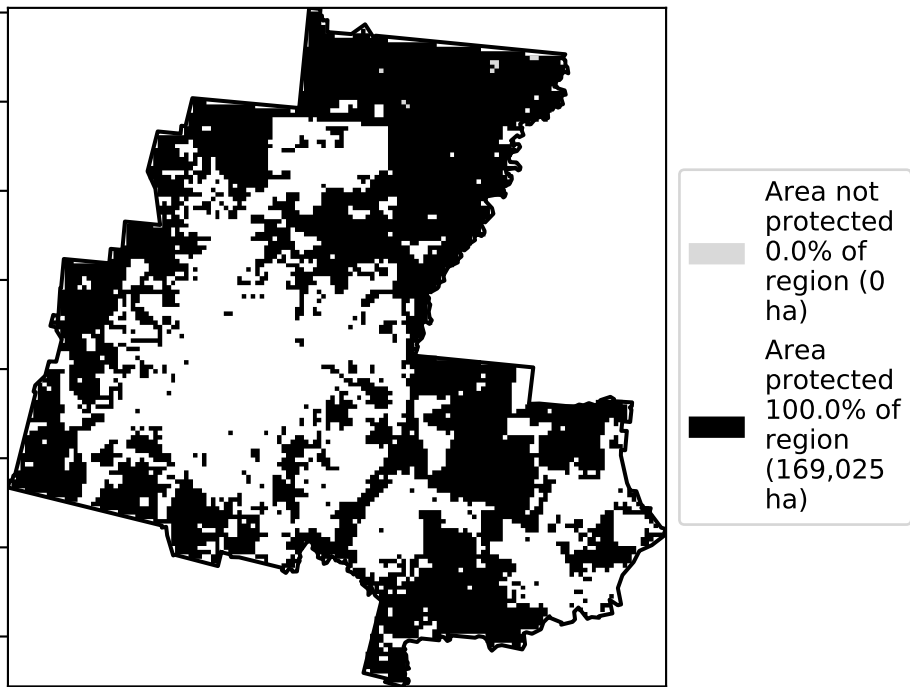 Area not
protected
0.0% of
region (0
ha)
Area
protected
100.0% of
region
(169,025
ha)